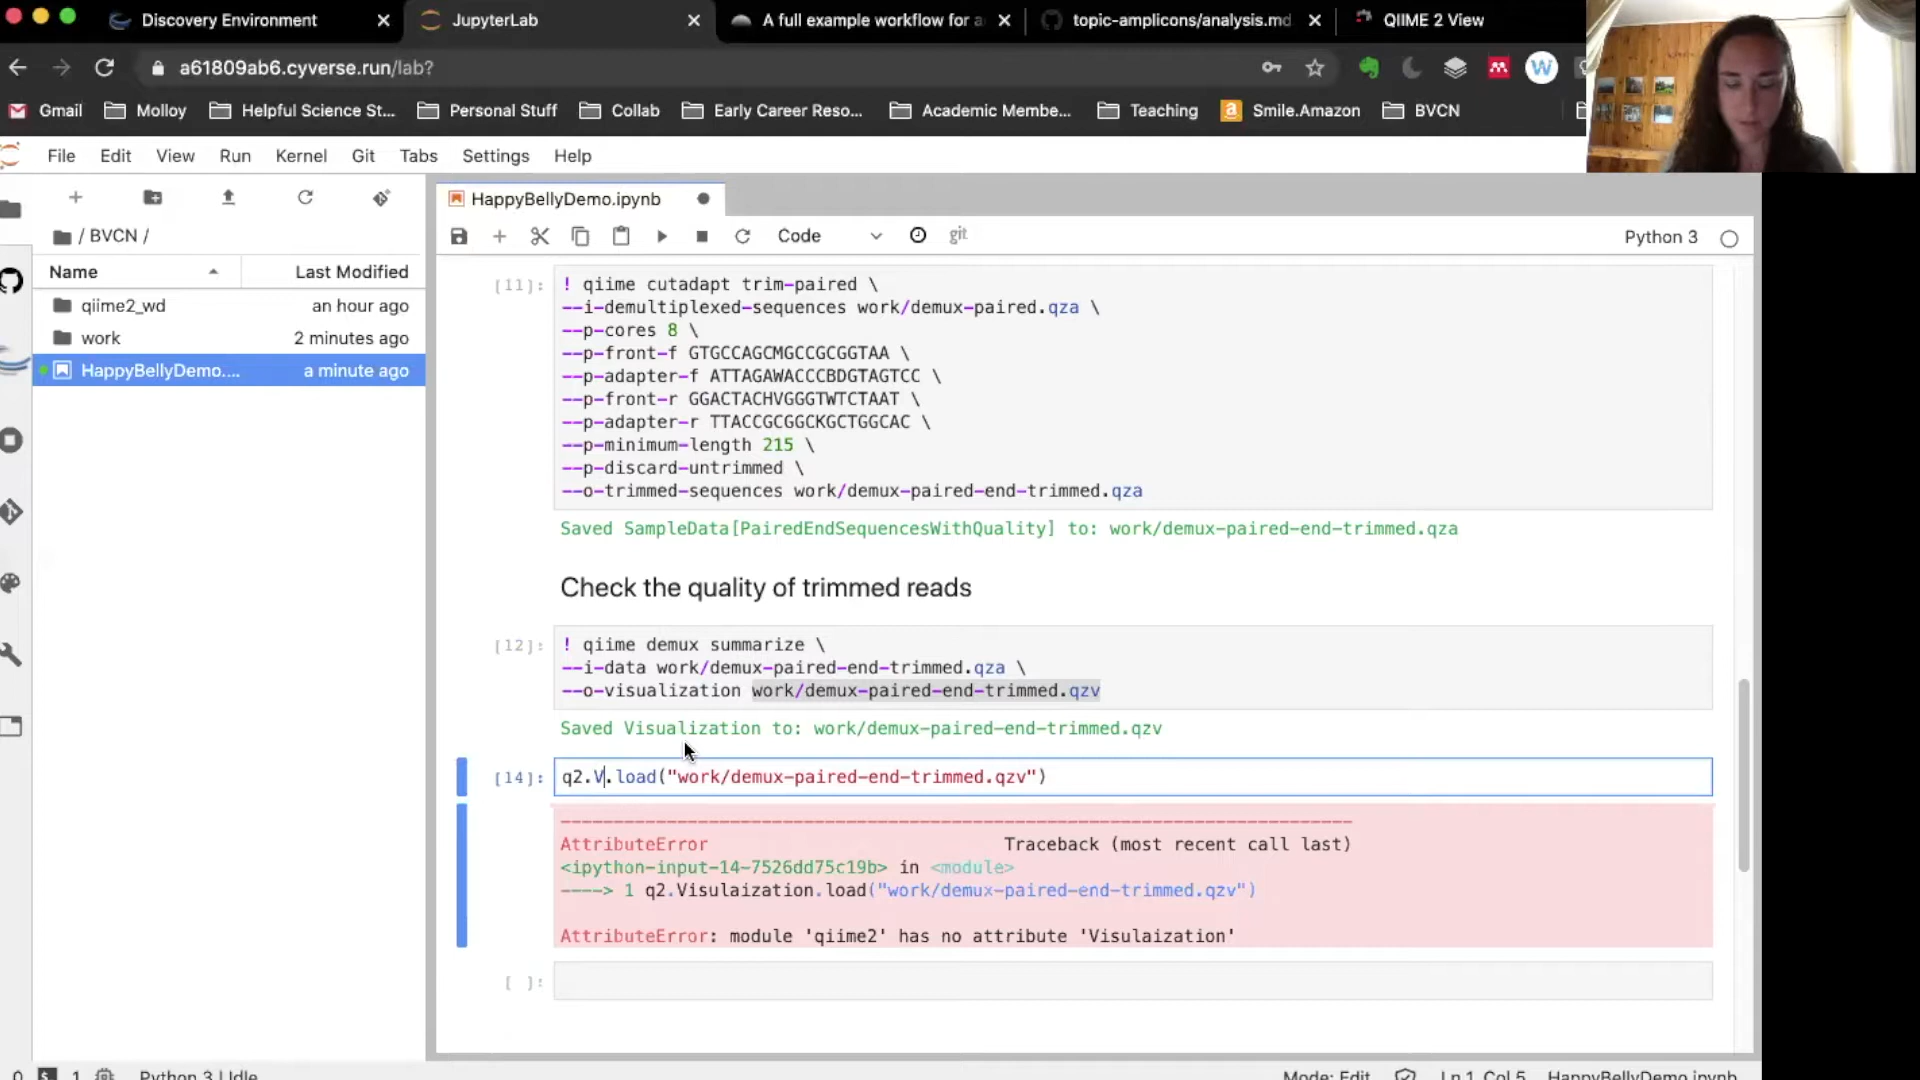 Discovery Environment
JupyterLab
A full example workflow for a
topic-amplicons/analysis.md
QIIME 2 View
a61809ab6.cyverse.run/lab?
W
Gmail
Molloy
Helpful Science St...
Personal Stuff
Collab
Early Career Reso...
Academic Membe...
Teaching
Smile.Amazon
BVCN
File
Edit
View
Run
Kernel
Git
Tabs
Settings
Help
HappyBellyDemo.ipynb
/ BVCN /
Code
git
Python 3
Name
Last Modified
qiime2_wd
an hour ago
work
2 minutes ago
HappyBellyDemo....
a minute ago
[11]:
! qiime cutadapt trim-paired \
--i-demultiplexed-sequences work/demux-paired.qza \
--p-cores 8 \
--p-front-f GTGCCAGCMGCCGCGGTAA \
--p-adapter-f ATTAGAWACCCBDGTAGTCC \
--p-front-r GGACTACHVGGGTWTCTAAT \
--p-adapter-r TTACCGCGGCKGCTGGCAC \
--p-minimum-length 215 \
--p-discard-untrimmed \
--o-trimmed-sequences work/demux-paired-end-trimmed.qza
Saved SampleData[PairedEndSequencesWithQuality] to: work/demux-paired-end-trimmed.qza
Check the quality of trimmed reads
[12]:
! qiime demux summarize \
--i-data work/demux-paired-end-trimmed.qza \
--o-visualization work/demux-paired-end-trimmed.qzv
Saved Visualization to: work/demux-paired-end-trimmed.qzv
[14]:
q2.V.load("work/demux-paired-end-trimmed.qzv")
AttributeError Traceback (most recent call last)
<ipython-input-14-7526dd75c19b> in <module>
----> 1 q2.Visulaization.load("work/demux-paired-end-trimmed.qzv")
AttributeError: module 'qiime2' has no attribute 'Visulaization'
[ ]:
0
1
Python 3 | Idle
Mode: Edit
Ln 1, Col 5
HappyBellyDemo.ipynb